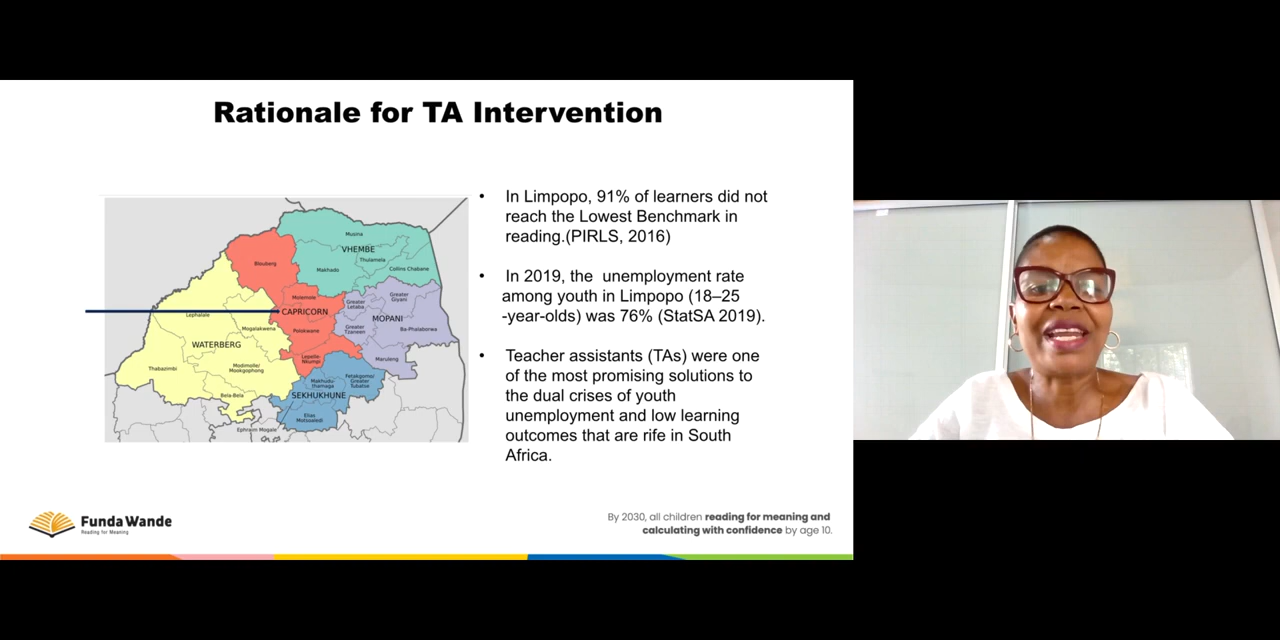 Rationale for TA Intervention
• In Limpopo, 91% of learners did not
reach the Lowest Benchmark in
reading.(PIRLS, 2016)
• In 2019, the unemployment rate
among youth in Limpopo (18–25
-year-olds) was 76% (StatSA 2019).
• Teacher assistants (TAs) were one
of the most promising solutions to
the dual crises of youth
unemployment and low learning
outcomes that are rife in South
Africa.
Musina
VHEMBE
Thulamela
Makhado
Collins Chabane
Blouberg
Molemole
CAPRICORN
Polokwane
Lepelle-
Nkumpi
Greater
Letaba
Greater
Giyani
MOPANI
Greater
Tzaneen
Ba-Phalaborwa
Maruleng
Lephalale
Mogalakwena
WATERBERG
Thabazimbi
Modimolle/
Mookgophong
Bela-Bela
Makhudu-
thamaga
Fetakgomo/
Greater
Tubatse
SEKHUKHUNE
Elias
Motsoaledi
Ephraim Mogale
Funda Wande
Reading for Meaning
By 2030, all children reading for meaning and
calculating with confidence by age 10.